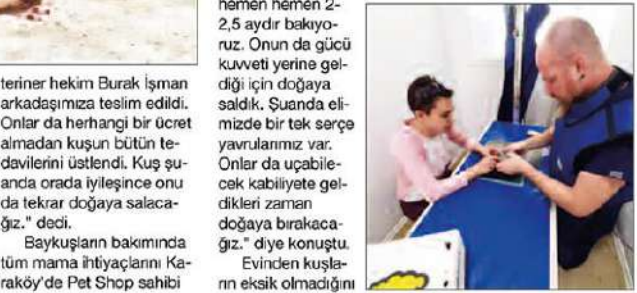 teriner hekim Burak İşman
arkadaşımıza teslim edildi.
Onlar da herhangi bir ücret
almadan kuşun bütün te-
davilerini üstlendi. Kuş şu-
anda orada iyileşince onu
da tekrar doğaya salaca-
ğız." dedi.
Baykuşların bakımında
tüm mama ihtiyaçlarını Ka-
raköy'de Pet Shop sahibi
hemen hemen 2-
2,5 aydır bakıyo-
ruz. Onun da gücü
kuvveti yerine gel-
diği için doğaya
saldık. Şuanda eli-
mizde bir tek serçe
yavrularımız var.
Onlar da uçabile-
cek kabiliyete gel-
dikleri zaman
doğaya bırakaca-
ğız." diye konuştu.
Evinden kuşla-
rın eksik olmadığını